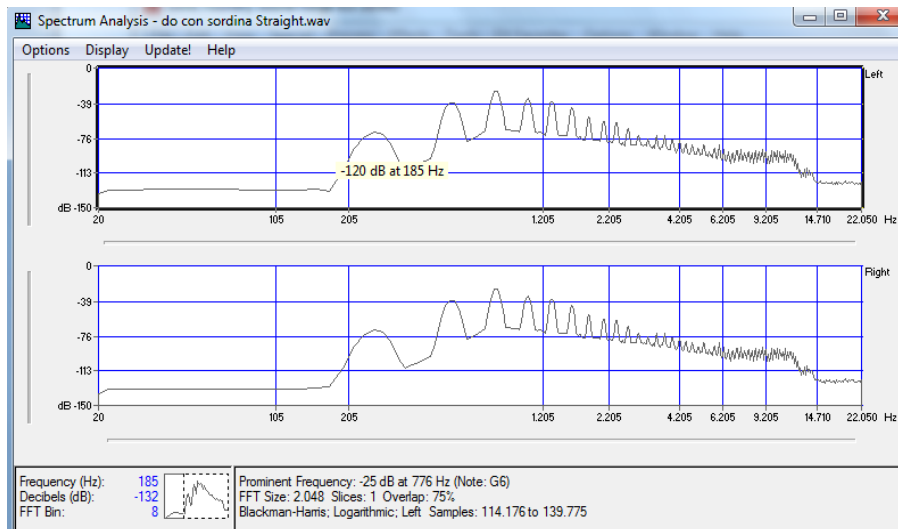 Spectrum Analysis - do con sordina Straight.wav
Options Display Update! Help
0
-39
-76
-113
dB -150
Left
-120 dB at 185 Hz
20 105 205 1.205 2.205 4.205 6.205 9.205 14.710 22.050 Hz
0
-39
-76
-113
dB -150
Right
20 105 205 1.205 2.205 4.205 6.205 9.205 14.710 22.050 Hz
Frequency (Hz): 185
Decibels (dB): -132
FFT Bin: 8
Prominent Frequency: -25 dB at 776 Hz (Note: G6)
FFT Size: 2.048 Slices: 1 Overlap: 75%
Blackman-Harris; Logarithmic; Left Samples: 114.176 to 139.775